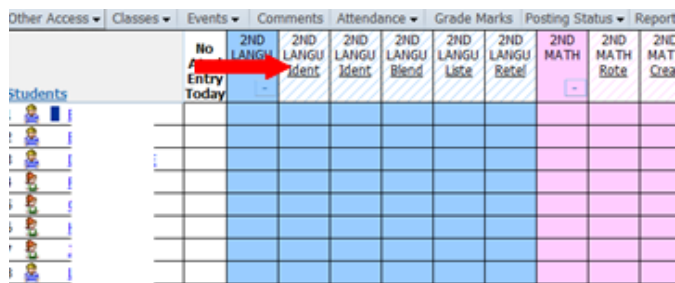 Other Access Classes Events Comments Attendance Grade Marks Posting Status Report
No
Entry
Today
2ND
LANGU
-
2ND
LANGU
Ident
2ND
LANGU
Ident
2ND
LANGU
Blend
2ND
LANGU
Liste
2ND
LANGU
Retel
2ND
MATH
-
2ND
MATH
Rote
2ND
MAT
Crea
Students